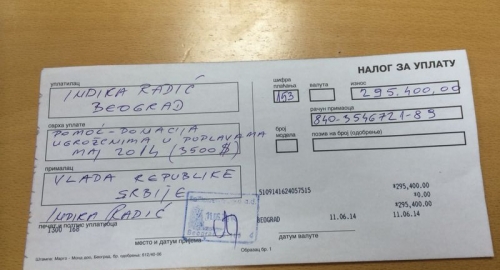 НАЛОГ ЗА УПЛАТУ
уплатилац
INDIKA RADIĆ
BEOGRAD
сврха уплате
POMOĆ - DONACIJA
UGROŽENIMA U POPLAVAMA
MAJ 2014 (3500$)
прималац
VLADA REPUBLIKE
SRBIJE
INDIKA RADIĆ
печат и потпис уплатиоца
1300 160
место и датум пријема
шифра плаћања
153
валута
износ
295.400,00
рачун примаоца
840-3546721-89
број модела
позив на број (одобрење)
5109141624057515
¤295,400.00
¤0.00
¤295,400.00
BEOGRAD
11.06.14
11.06.14
датум валуте
Образац бр. 1